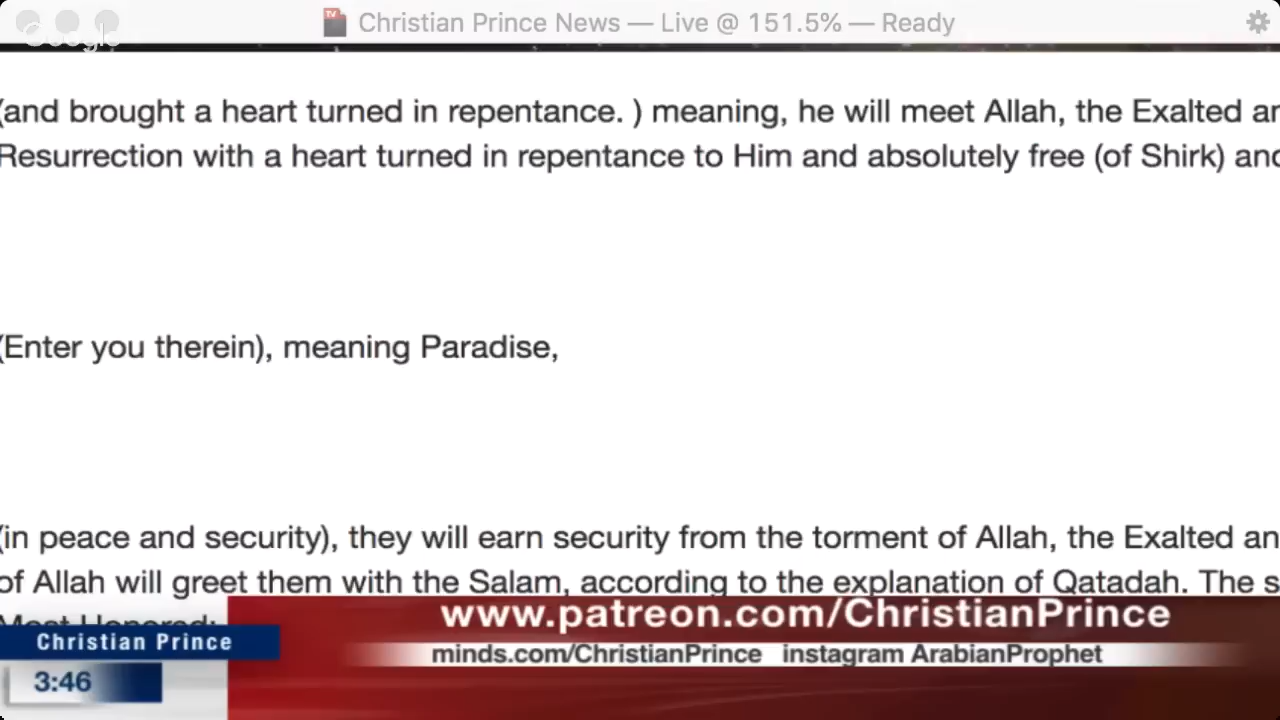 Christian Prince News — Live @ 151.5% — Ready
Google
(and brought a heart turned in repentance. ) meaning, he will meet Allah, the Exalted an
Resurrection with a heart turned in repentance to Him and absolutely free (of Shirk) and
(Enter you therein), meaning Paradise,
(in peace and security), they will earn security from the torment of Allah, the Exalted an
of Allah will greet them with the Salam, according to the explanation of Qatadah. The s
Most Honored:
www.patreon.com/ChristianPrince
Christian Prince
minds.com/ChristianPrince instagram ArabianProphet
3:46